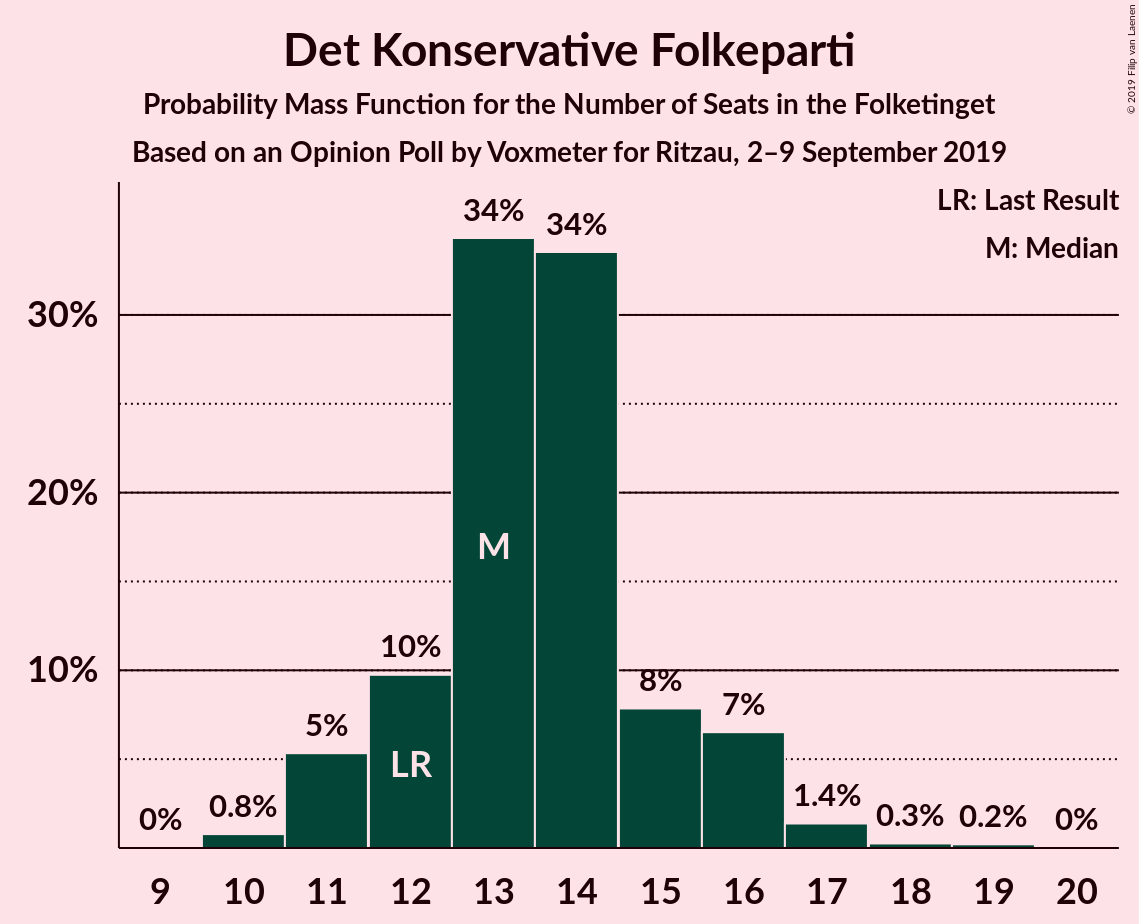 Det Konservative Folkeparti
Probability Mass Function for the Number of Seats in the Folketinget
Based on an Opinion Poll by Voxmeter for Ritzau, 2–9 September 2019
© 2019 Filip van Laenen
LR: Last Result
M: Median
34%
34%
30%
20%
M
10%
10%
8%
7%
5%
LR
1.4%
0.8%
0.3%
0.2%
0%
0%
9 10 11 12 13 14 15 16 17 18 19 20